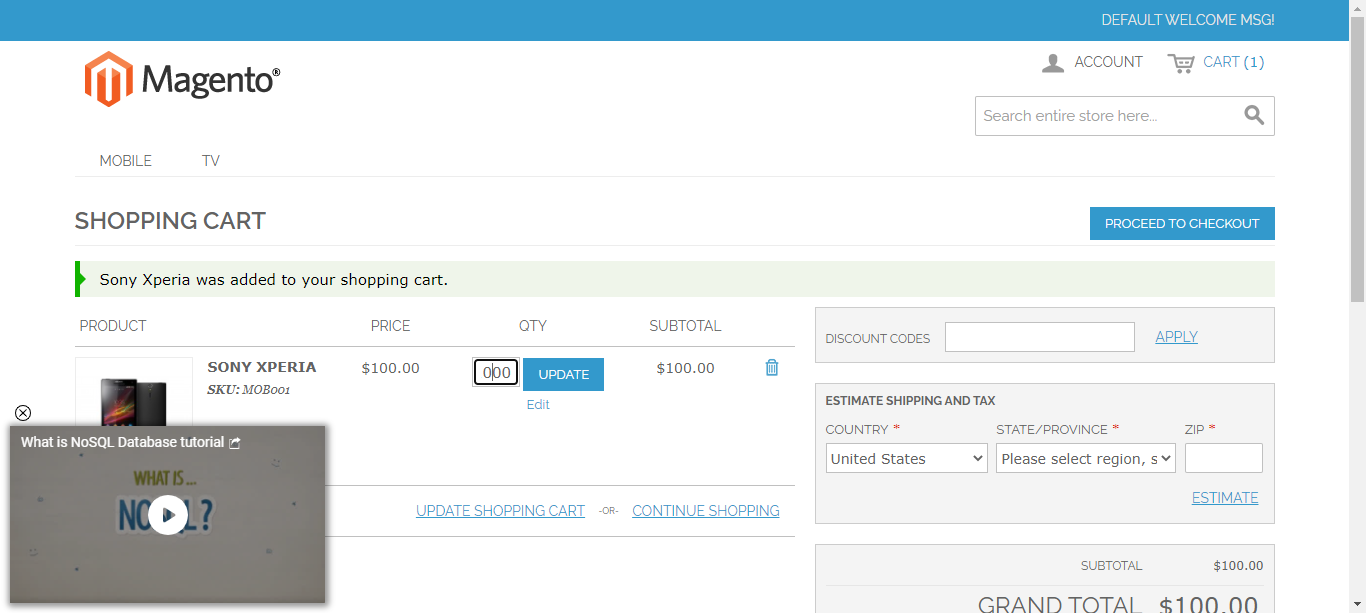 DEFAULT WELCOME MSG!
Magento®
ACCOUNT
CART (1)
Search entire store here...
MOBILE
TV
SHOPPING CART
PROCEED TO CHECKOUT
Sony Xperia was added to your shopping cart.
PRODUCT
PRICE
QTY
SUBTOTAL
SONY XPERIA
SKU: MOB001
$100.00
000
UPDATE
Edit
$100.00
UPDATE SHOPPING CART
-OR-
CONTINUE SHOPPING
DISCOUNT CODES
APPLY
ESTIMATE SHIPPING AND TAX
COUNTRY *
STATE/PROVINCE *
ZIP *
United States
Please select region, s
ESTIMATE
SUBTOTAL
$100.00
GRAND TOTAL
$100.00
What is NoSQL Database tutorial
WHAT IS ...